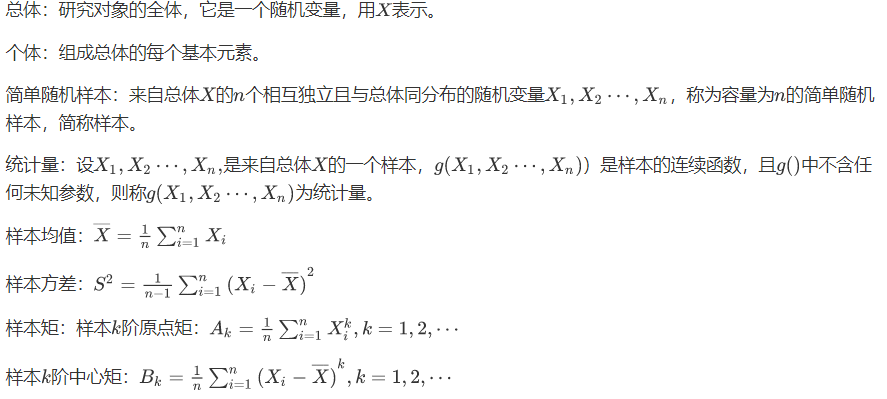 总体：研究对象的全体，它是一个随机变量，用$X$表示。
个体：组成总体的每个基本元素。
简单随机样本：来自总体$X$的$n$个相互独立且与总体同分布的随机变量$X_1, X_2 \cdots, X_n$，称为容量为$n$的简单随机
样本，简称样本。
统计量：设$X_1, X_2 \cdots, X_n,$是来自总体$X$的一个样本，$g(X_1, X_2 \cdots, X_n)$）是样本的连续函数，且$g()$中不含任
何未知参数，则称$g(X_1, X_2 \cdots, X_n)$为统计量。
样本均值：$\overline{X} = \frac{1}{n} \sum_{i=1}^{n} X_i$
样本方差：$S^2 = \frac{1}{n-1} \sum_{i=1}^{n} (X_i - \overline{X})^2$
样本矩：样本$k$阶原点矩：$A_k = \frac{1}{n} \sum_{i=1}^{n} X_i^k, k = 1, 2, \cdots$
样本$k$阶中心矩：$B_k = \frac{1}{n} \sum_{i=1}^{n} (X_i - \overline{X})^k, k = 1, 2, \cdots$